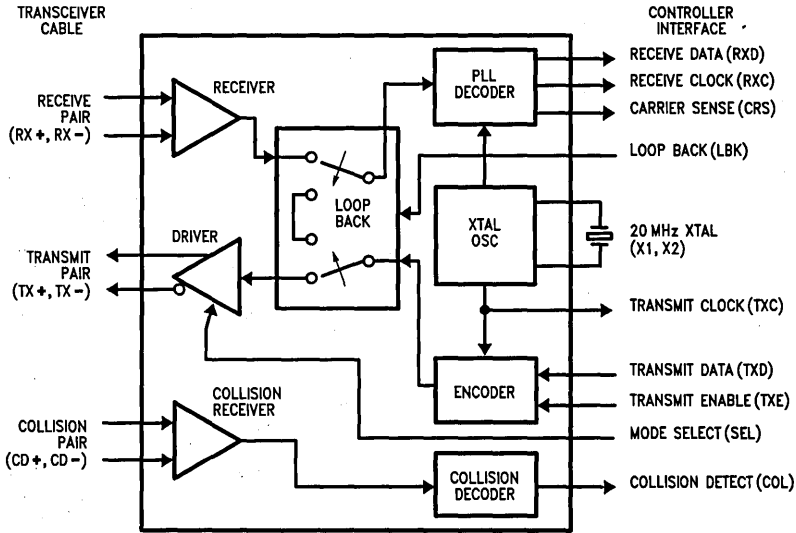 TRANSCEIVER
CABLE
CONTROLLER
INTERFACE
RECEIVE
PAIR
(RX+, RX-)
RECEIVER
PLL
DECODER
RECEIVE DATA (RXD)
RECEIVE CLOCK (RXC)
CARRIER SENSE (CRS)
LOOP BACK (LBK)
LOOP
BACK
XTAL
OSC
20 MHz XTAL
(X1, X2)
TRANSMIT
PAIR
(TX+, TX-)
DRIVER
TRANSMIT CLOCK (TXC)
ENCODER
TRANSMIT DATA (TXD)
TRANSMIT ENABLE (TXE)
MODE SELECT (SEL)
COLLISION
PAIR
(CD+, CD-)
COLLISION
RECEIVER
COLLISION
DECODER
COLLISION DETECT (COL)